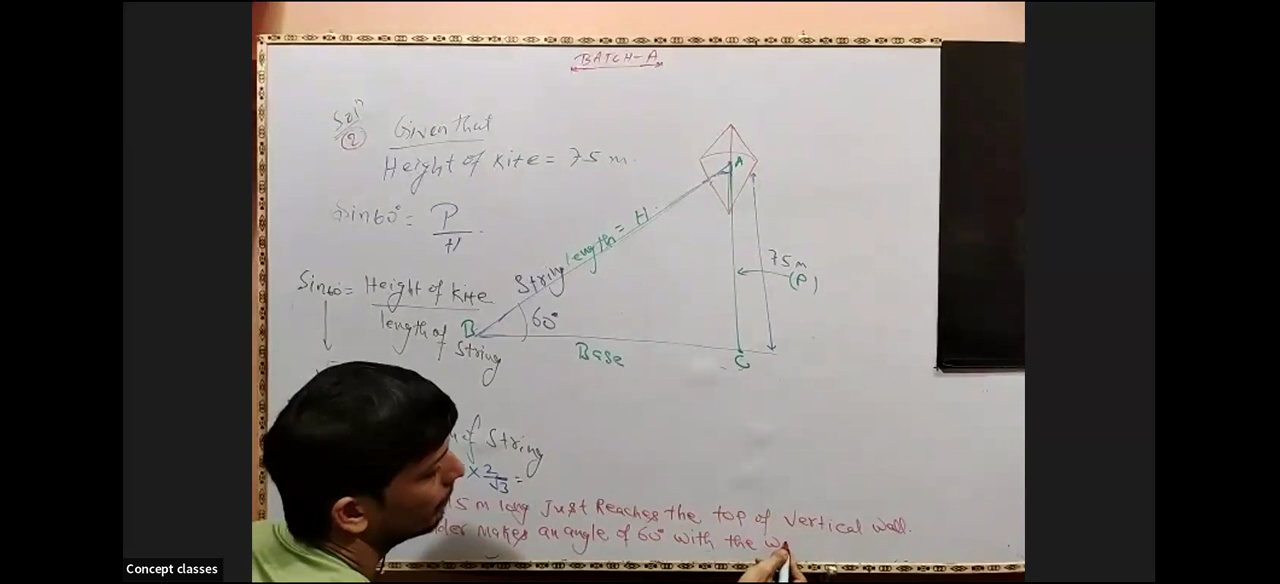 BATCH-A
Solⁿ
2
Given that
Height of Kite = 75 m.
Sin60° = P
H
Sin60 = Height of Kite
length of
String
A
B
C
String length = H
60°
Base
75 m
(P)
of String
× 2/√3 =
15 m long Just Reaches the top of Vertical wall.
makes an angle of 60° with the
Concept classes